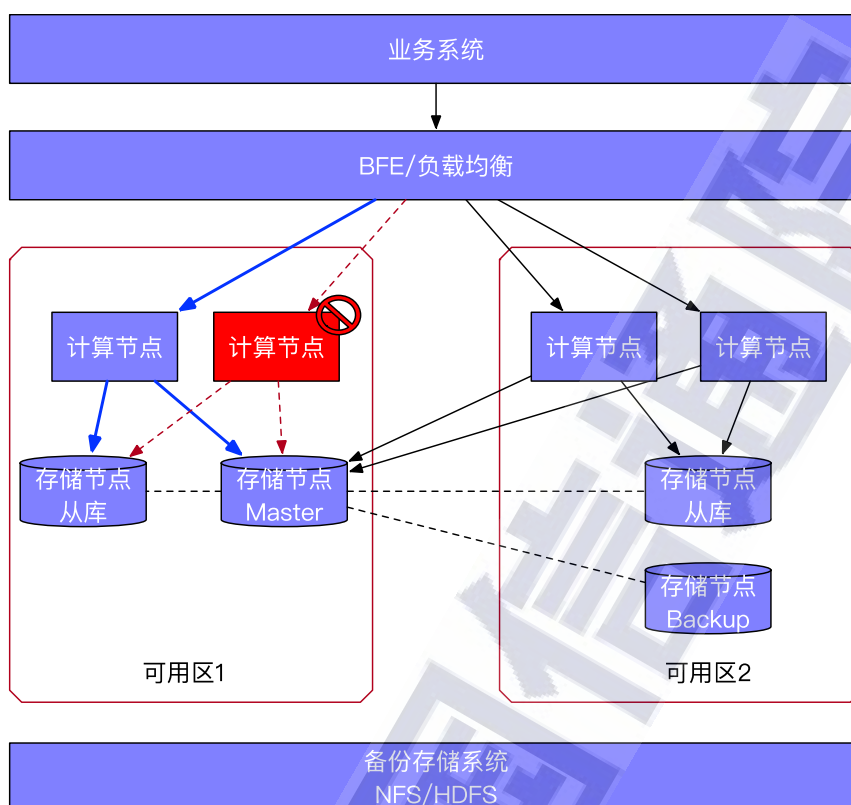 业务系统
BFE/负载均衡
计算节点
计算节点
计算节点
计算节点
存储节点
从库
存储节点
Master
存储节点
从库
存储节点
Backup
可用区1
可用区2
备份存储系统
NFS/HDFS